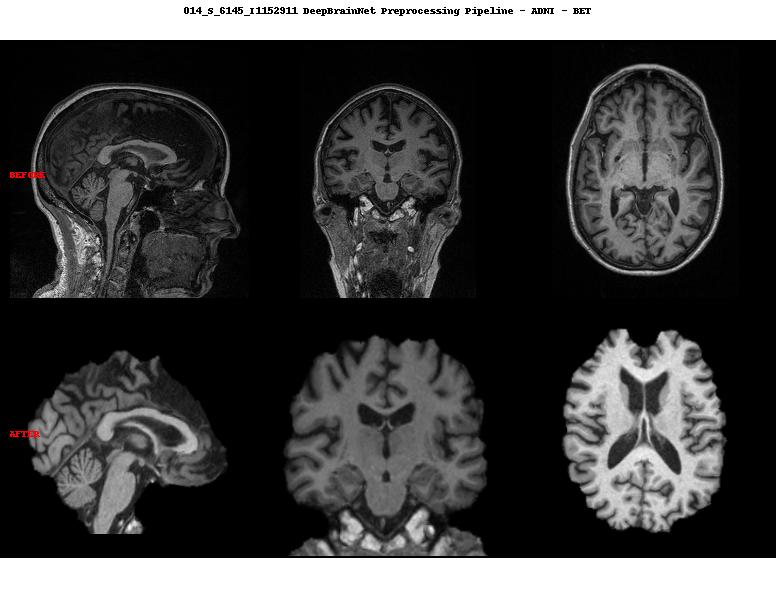 014_S_6145_I1152911 DeepBrainNet Preprocessing Pipeline - ADNI - BET
BEFORE
AFTER